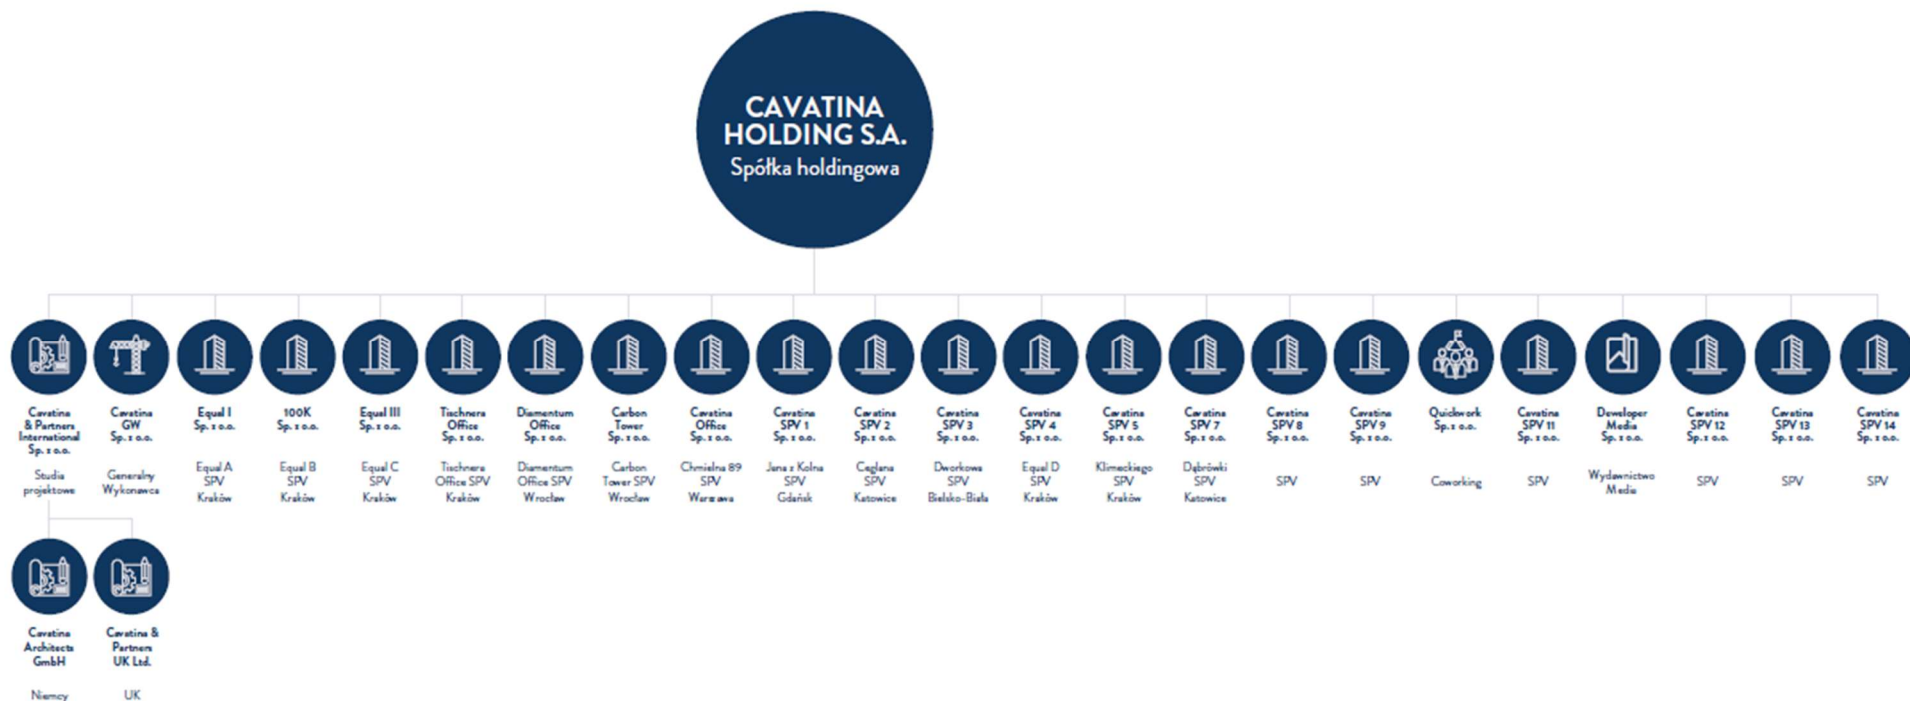 CAVATINA
HOLDING S.A.
Spółka holdingowa
Cavatina
& Partners
International
Sp. z o.o.
Studia
projektowe
Cavatina
GW
Sp. z o.o.
Generalny
Wykonawca
Equal I
Sp. z o.o.
Equal A
SPV
Kraków
100K
Sp. z o.o.
Equal B
SPV
Kraków
Equal III
Sp. z o.o.
Equal C
SPV
Kraków
Tischnera
Office
Sp. z o.o.
Tischnera
Office SPV
Kraków
Diamentum
Office
Sp. z o.o.
Diamentum
Office SPV
Wrocław
Carbon
Tower
Sp. z o.o.
Carbon
Tower SPV
Wrocław
Cavatina
Office
Sp. z o.o.
Chmielna 89
SPV
Warszawa
Cavatina
SPV 1
Sp. z o.o.
Jana z Kolna
SPV
Gdańsk
Cavatina
SPV 2
Sp. z o.o.
Ceglana
SPV
Katowice
Cavatina
SPV 3
Sp. z o.o.
Dworkowa
SPV
Bielsko-Biała
Cavatina
SPV 4
Sp. z o.o.
Equal D
SPV
Kraków
Cavatina
SPV 5
Sp. z o.o.
Klimeckiego
SPV
Kraków
Cavatina
SPV 7
Sp. z o.o.
Dąbrówki
SPV
Katowice
Cavatina
SPV 8
Sp. z o.o.
SPV
Cavatina
SPV 9
Sp. z o.o.
SPV
Quickwork
Sp. z o.o.
Coworking
Cavatina
SPV 11
Sp. z o.o.
SPV
Deweloper
Media
Sp. z o.o.
Wydawnictwo
Media
Cavatina
SPV 12
Sp. z o.o.
SPV
Cavatina
SPV 13
Sp. z o.o.
SPV
Cavatina
SPV 14
Sp. z o.o.
SPV
Cavatina
Architects
GmbH
Niemcy
Cavatina &
Partners
UK Ltd.
UK